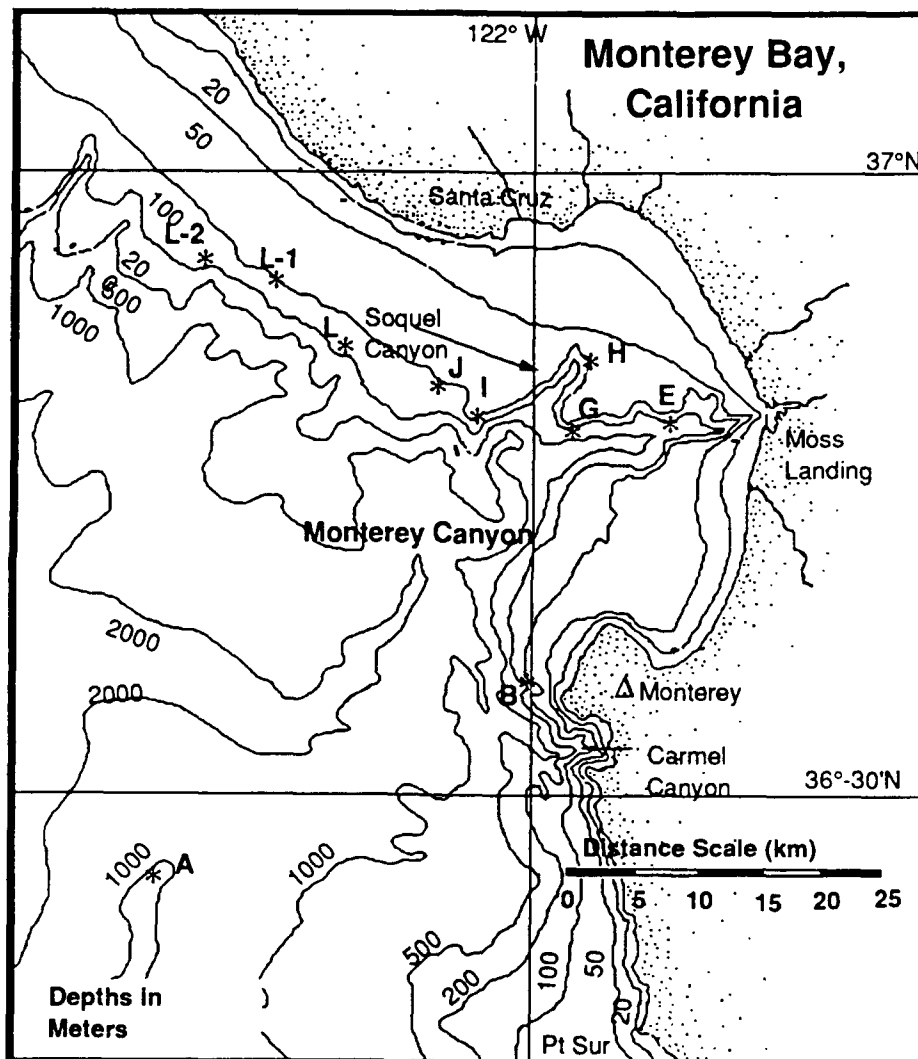 122° W
Monterey Bay,
California
20
50
37°N
Santa Cruz
100
L-2
L-1
20
500
1000
L
Soquel
Canyon
J
I
H
G
E
Moss
Landing
Monterey Canyon
2000
2000
B
Monterey
Carmel
Canyon
36°-30'N
1000
A
1000
Distance Scale (km)
0 5 10 15 20 25
500
200
100
50
20
Depths in
Meters
Pt Sur